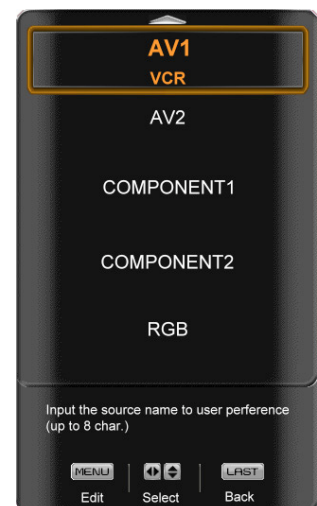 AV1
VCR
AV2
COMPONENT1
COMPONENT2
RGB
Input the source name to user perference
(up to 8 char.)
MENU LAST
Edit Select Back